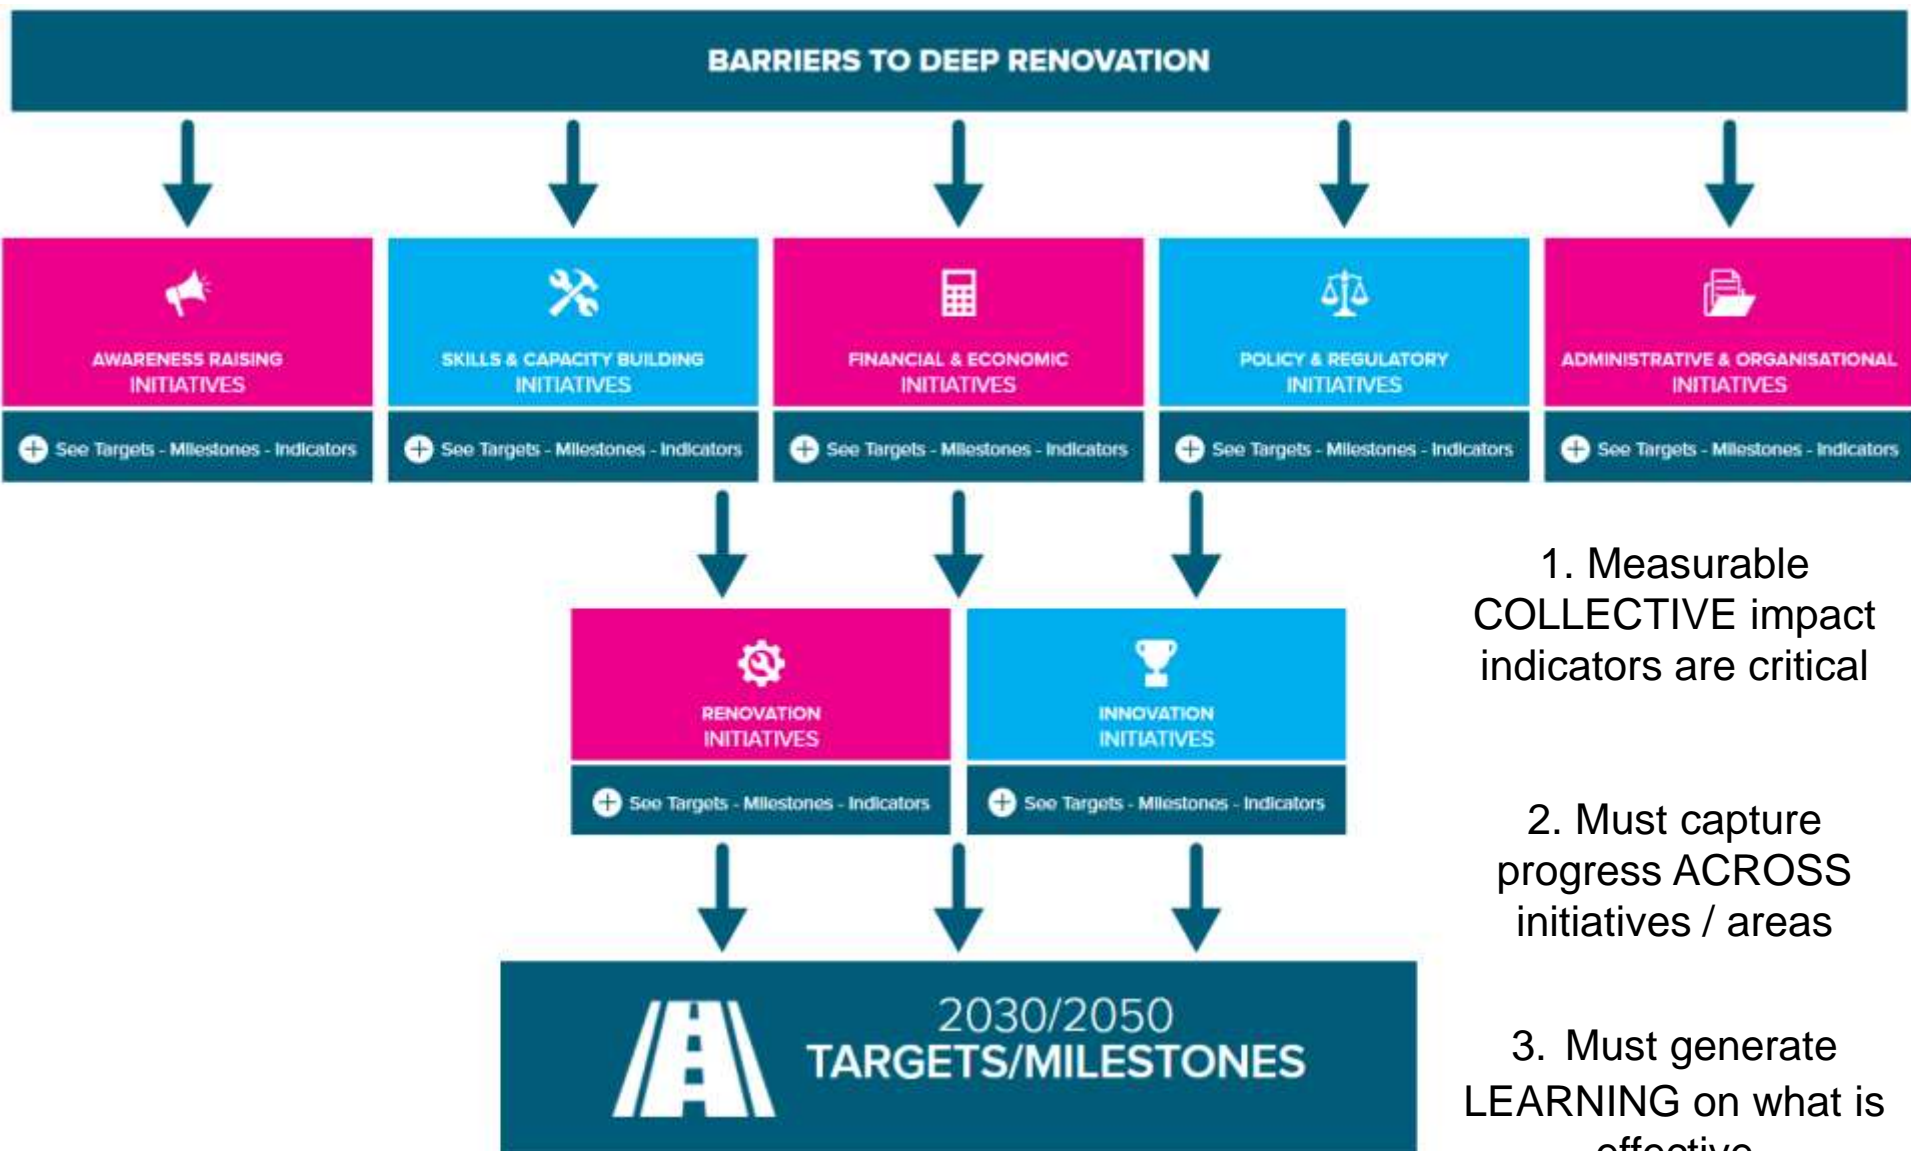 BARRIERS TO DEEP RENOVATION
AWARENESS RAISING
INITIATIVES
See Targets - Milestones - Indicators
SKILLS & CAPACITY BUILDING
INITIATIVES
See Targets - Milestones - Indicators
FINANCIAL & ECONOMIC
INITIATIVES
See Targets - Milestones - Indicators
POLICY & REGULATORY
INITIATIVES
See Targets - Milestones - Indicators
ADMINISTRATIVE & ORGANISATIONAL
INITIATIVES
See Targets - Milestones - Indicators
RENOVATION
INITIATIVES
See Targets - Milestones - Indicators
INNOVATION
INITIATIVES
See Targets - Milestones - Indicators
2030/2050
TARGETS/MILESTONES
1. Measurable
COLLECTIVE impact
indicators are critical
2. Must capture
progress ACROSS
initiatives / areas
3. Must generate
LEARNING on what is
effective